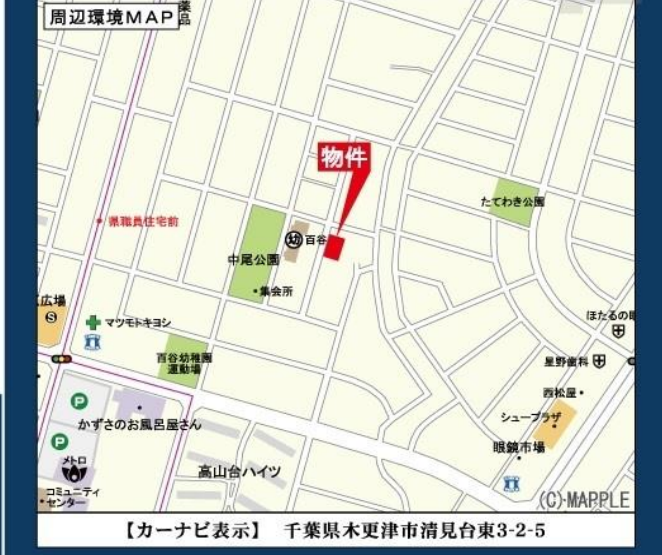 周辺環境MAP
薬品
物件
たてわき公園
県職員住宅前
幼 百谷
中尾公園
集会所
広場
S
マツモトキヨシ
ほたるの
百谷幼稚園
運動場
星野歯科
P
西松屋
かずさのお風呂屋さん
シュープラザ
P
眼鏡市場
メトロ
高山台ハイツ
コミュニティ
センター
(C)MAPPLE
【カーナビ表示】 千葉県木更津市清見台東3-2-5